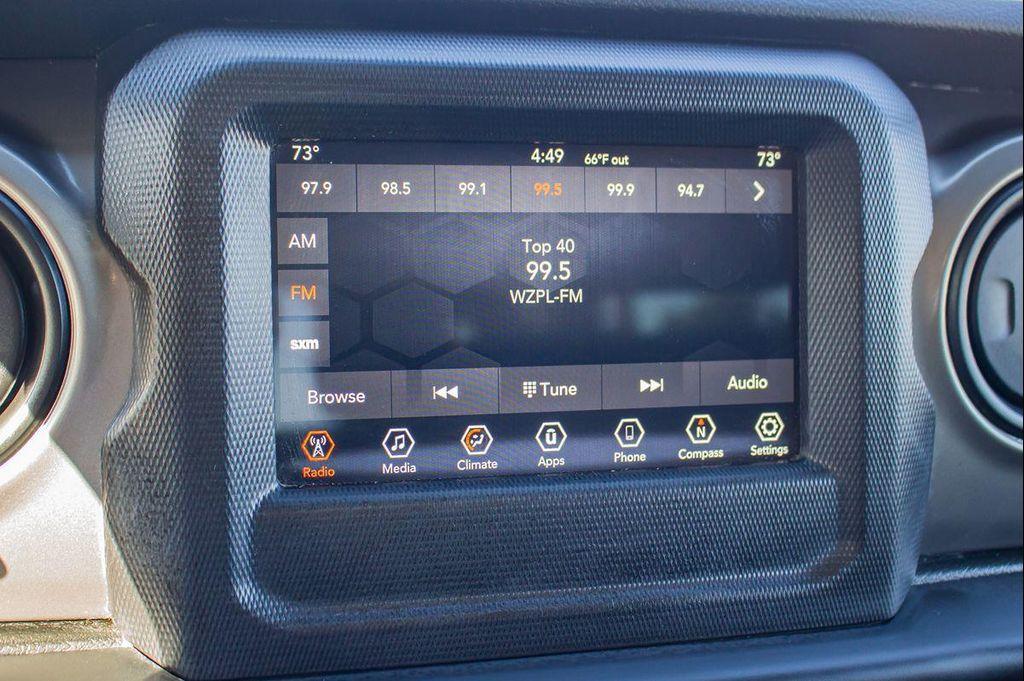 73° 4:49 66°F out 73°
97.9 98.5 99.1 99.5 99.9 94.7
AM
FM
sxm
Top 40
99.5
WZPL-FM
Browse Tune Audio
Radio Media Climate Apps Phone Compass Settings
N